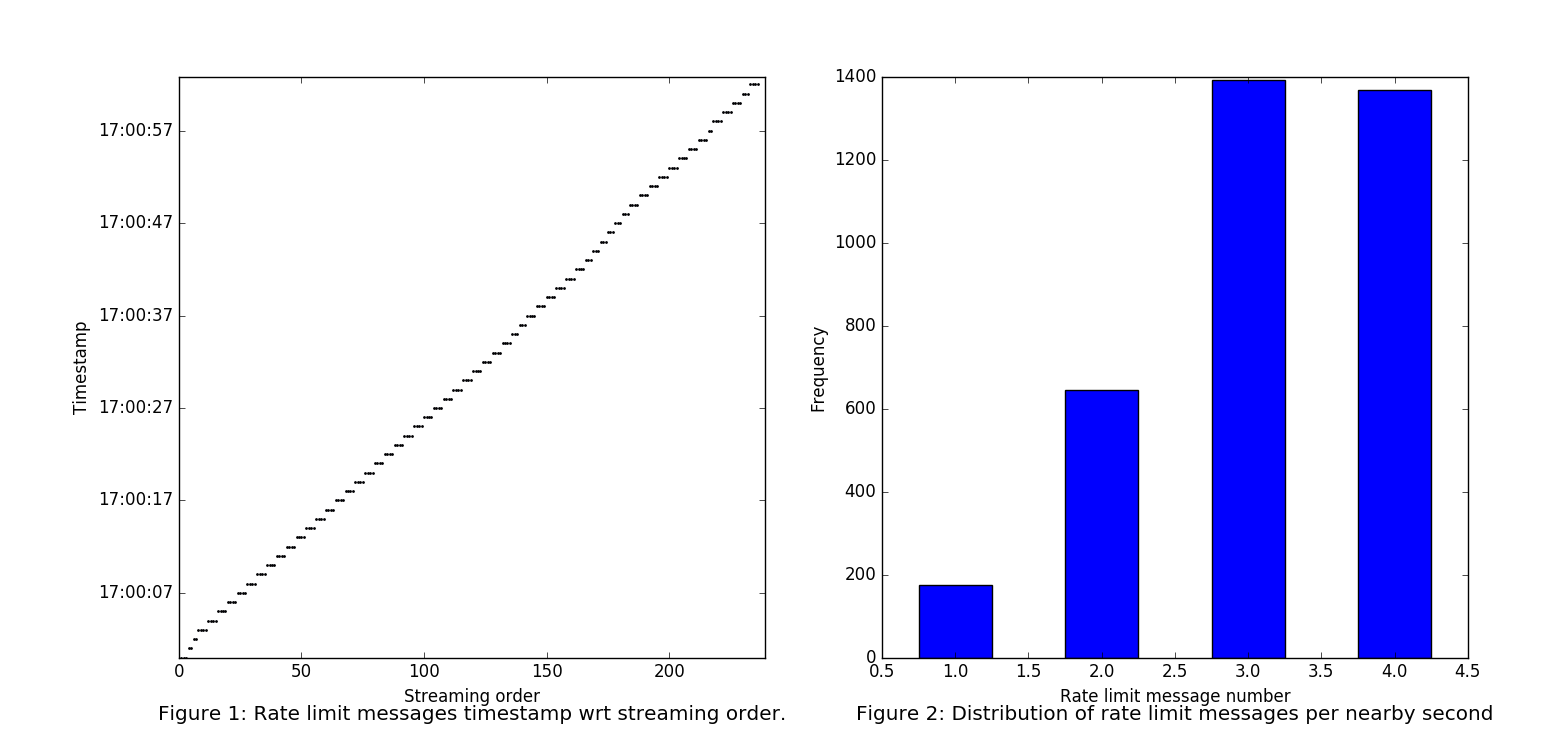 17:00:57
17:00:47
17:00:37
17:00:27
17:00:17
17:00:07
Timestamp
0 50 100 150 200
Streaming order
Figure 1: Rate limit messages timestamp wrt streaming order.
1400
1200
1000
800
600
400
200
0
Frequency
0.5 1.0 1.5 2.0 2.5 3.0 3.5 4.0 4.5
Rate limit message number
Figure 2: Distribution of rate limit messages per nearby second